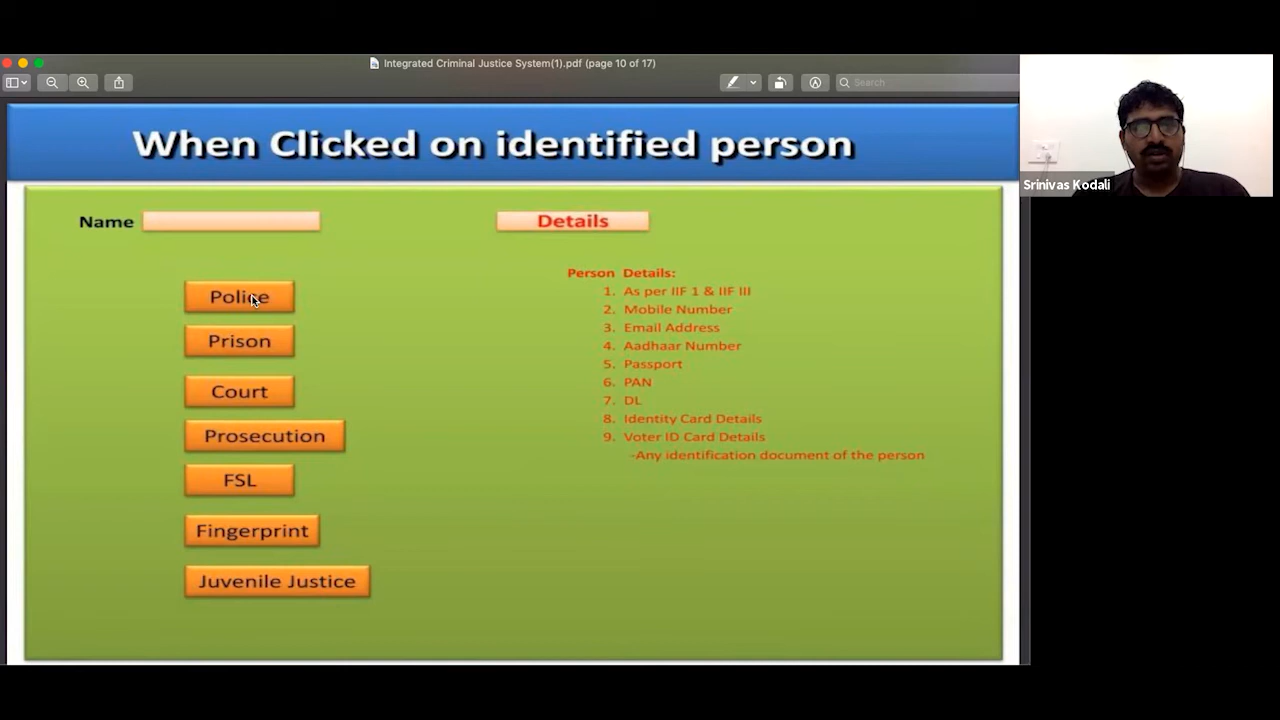 Integrated Criminal Justice System(1).pdf (page 10 of 17)
Search
When Clicked on identified person
Name
Details
Police
Prison
Court
Prosecution
FSL
Fingerprint
Juvenile Justice
Person Details:
1. As per IIF 1 & IIF III
2. Mobile Number
3. Email Address
4. Aadhaar Number
5. Passport
6. PAN
7. DL
8. Identity Card Details
9. Voter ID Card Details
-Any identification document of the person
Srinivas Kodali